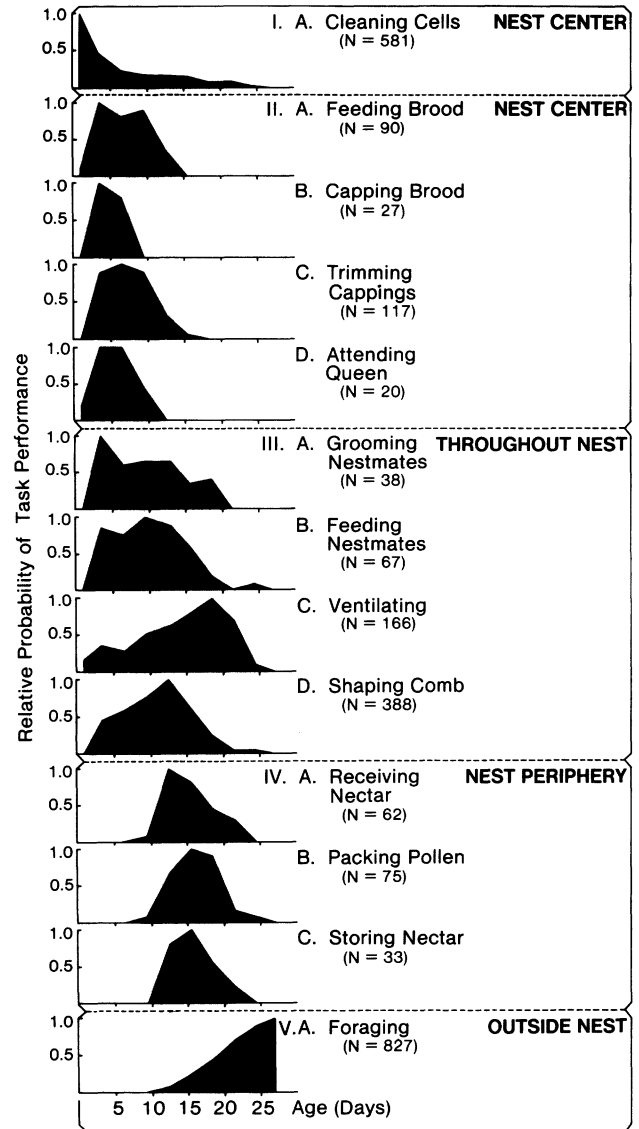 Relative Probability of Task Performance
1.0
0.5
I. A. Cleaning Cells NEST CENTER
(N = 581)
1.0
0.5
II. A. Feeding Brood NEST CENTER
(N = 90)
1.0
0.5
B. Capping Brood
(N = 27)
1.0
0.5
C. Trimming
Cappings
(N = 117)
1.0
0.5
D. Attending
Queen
(N = 20)
1.0
0.5
III. A. Grooming THROUGHOUT NEST
Nestmates
(N = 38)
1.0
0.5
B. Feeding
Nestmates
(N = 67)
1.0
0.5
C. Ventilating
(N = 166)
1.0
0.5
D. Shaping Comb
(N = 388)
1.0
0.5
IV. A. Receiving NEST PERIPHERY
Nectar
(N = 62)
1.0
0.5
B. Packing Pollen
(N = 75)
1.0
0.5
C. Storing Nectar
(N = 33)
1.0
0.5
V. A. Foraging OUTSIDE NEST
(N = 827)
5 10 15 20 25 Age (Days)